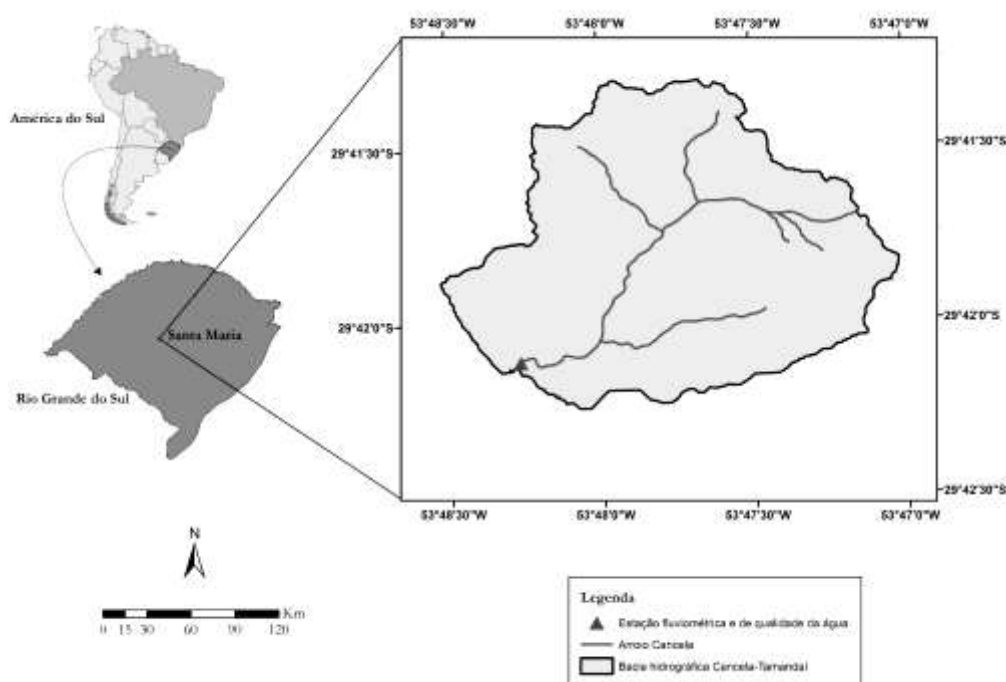 53°48'30"W 53°48'0"W 53°47'30"W 53°47'0"W
América do Sul
29°41'30"S
29°41'30"S
Santa Maria
29°42'0"S
29°42'0"S
Rio Grande do Sul
29°42'30"S
53°48'30"W 53°48'0"W 53°47'30"W 53°47'0"W
N
Km
0 15 30 60 90 120
Legenda
Estação fluviométrica e de qualidade da água
Arroio Cancela
Bacia hidrográfica Cancela-Tamandaí